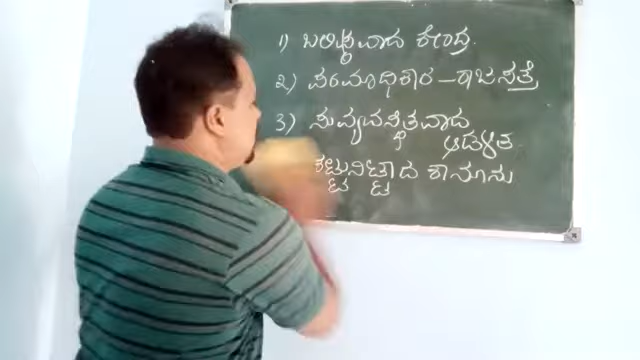 1) ಬಲಿಷ್ಠವಾದ ಕೇಂದ್ರ.
2) ಪರಮಾಧಿಕಾರ – ರಾಜಸತ್ತೆ
3) ಸುವ್ಯವಸ್ಥಿತವಾದ
ಆಡಳಿತ
ಕಟ್ಟುನಿಟ್ಟಾದ ಕಾನೂನು